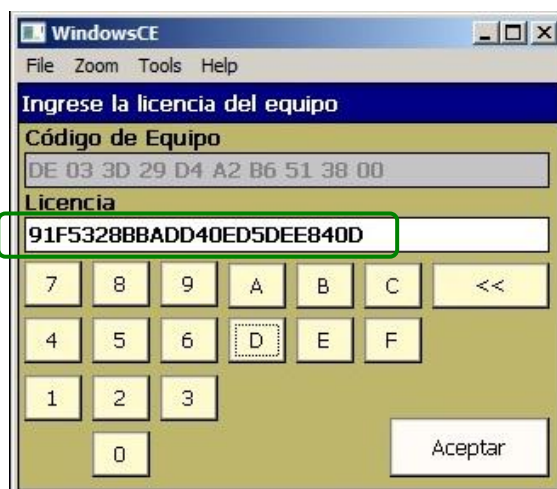 WindowsCE
File Zoom Tools Help
Ingrese la licencia del equipo
Código de Equipo
DE 03 3D 29 D4 A2 B6 51 38 00
Licencia
91F5328BBADD40ED5DEE840D
7 8 9 A B C <<
4 5 6 D E F
1 2 3
0 Aceptar